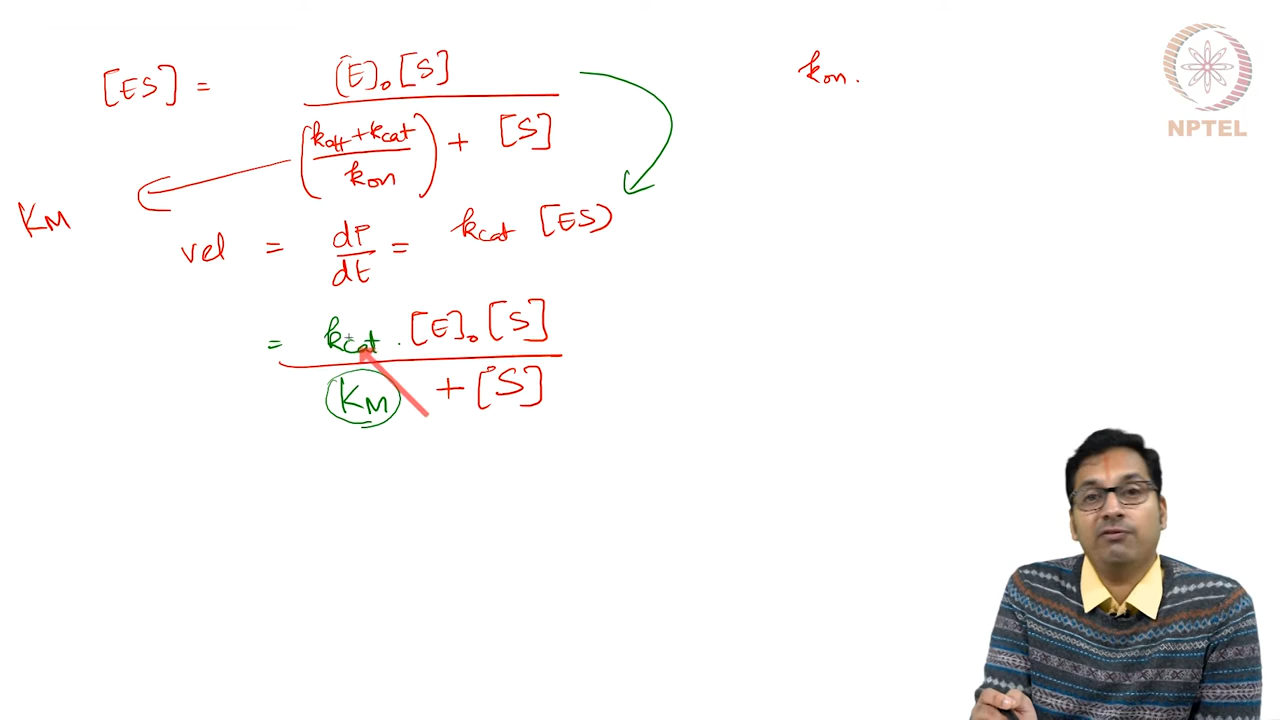 [ES] = [E]₀ [S]
kon.
(koff + kcat / kon) + [S]
KM
vel = dP/dt = kcat [ES)
= kcat . [E]₀ [S]
KM + [S]
NPTEL